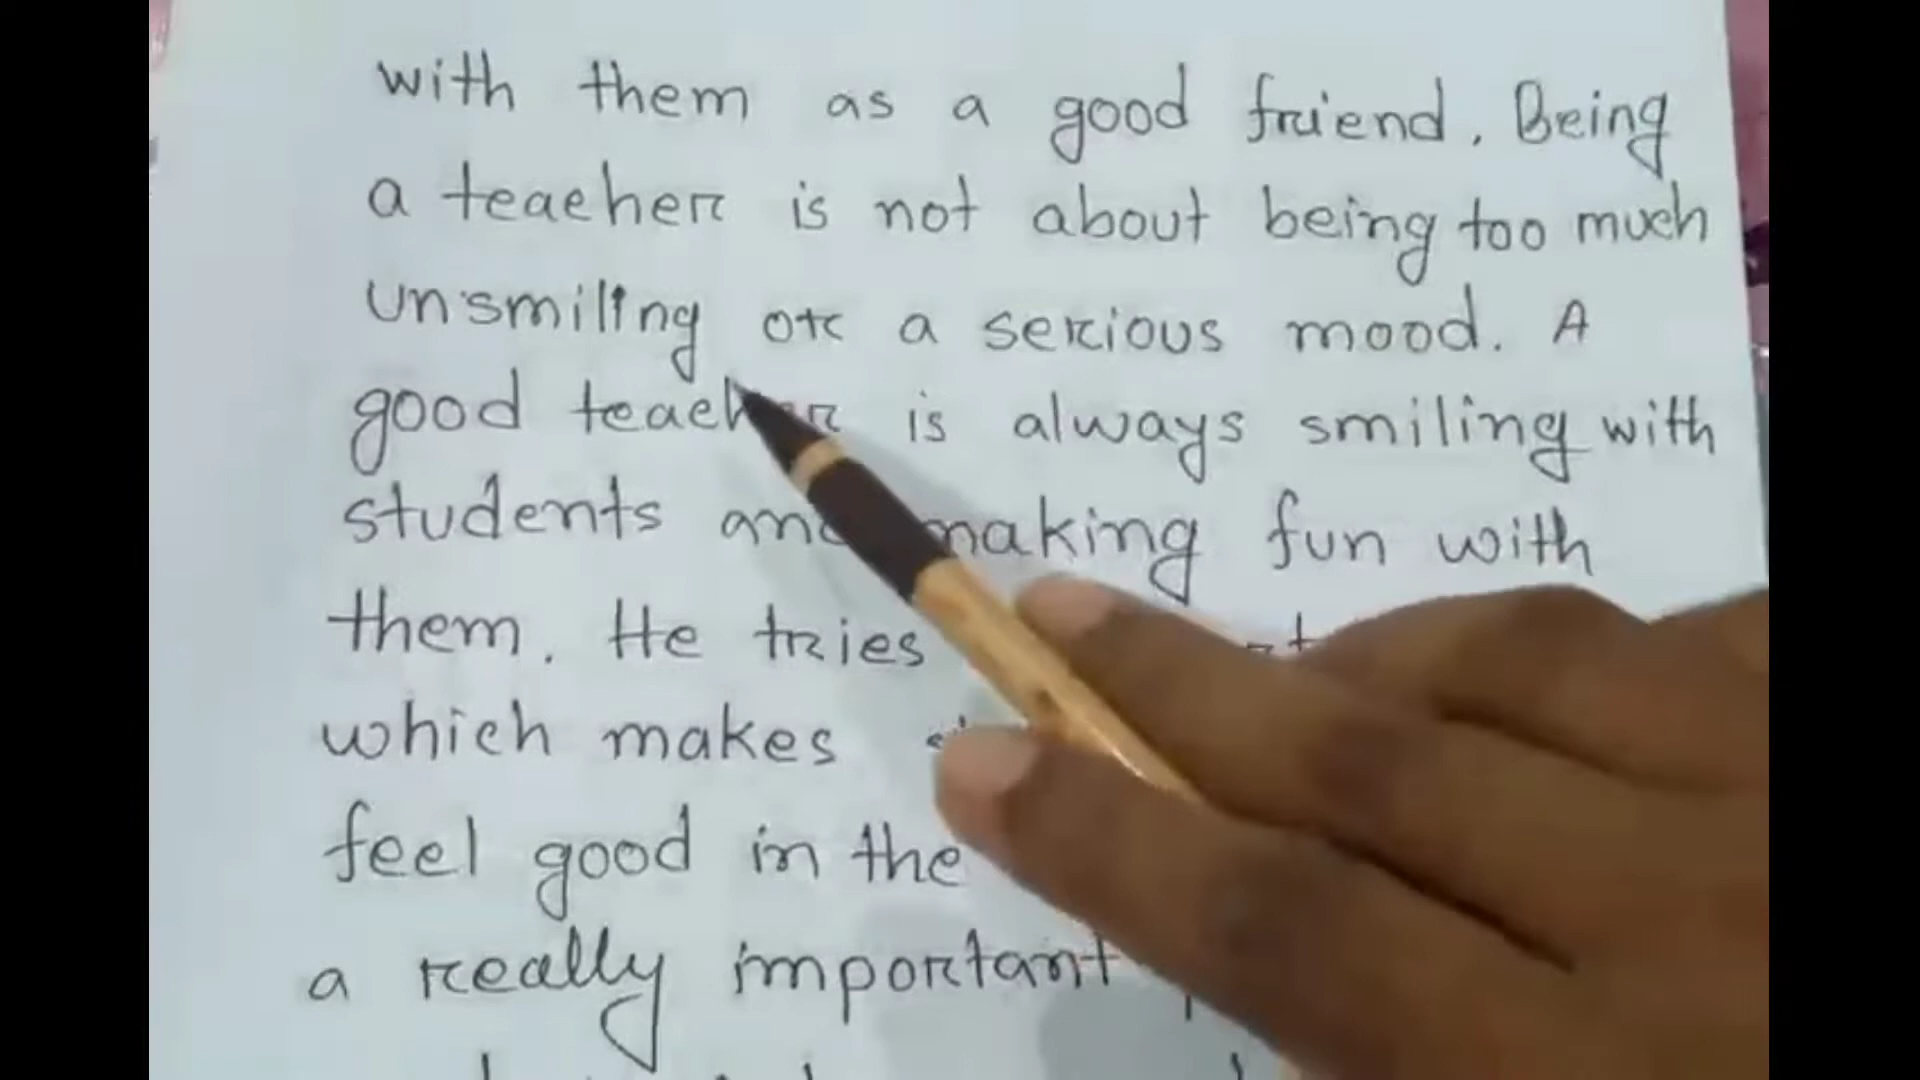 with them as a good friend. Being
a teacher is not about being too much
unsmiling or a serious mood. A
good teacher is always smiling with
students and making fun with
them. He tries
which makes
feel good in the
a really important